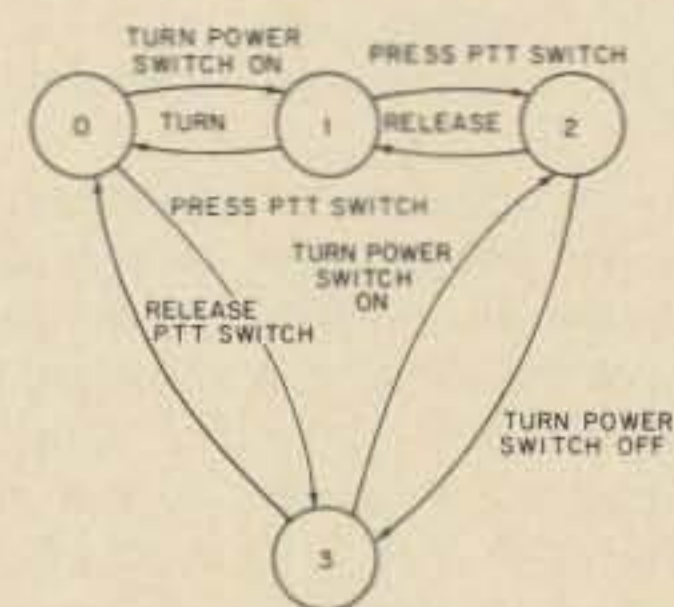 TURN POWER
SWITCH ON
PRESS PTT SWITCH
0
TURN
1
RELEASE
2
PRESS PTT SWITCH
TURN POWER
SWITCH
ON
RELEASE
PTT SWITCH
TURN POWER
SWITCH OFF
3